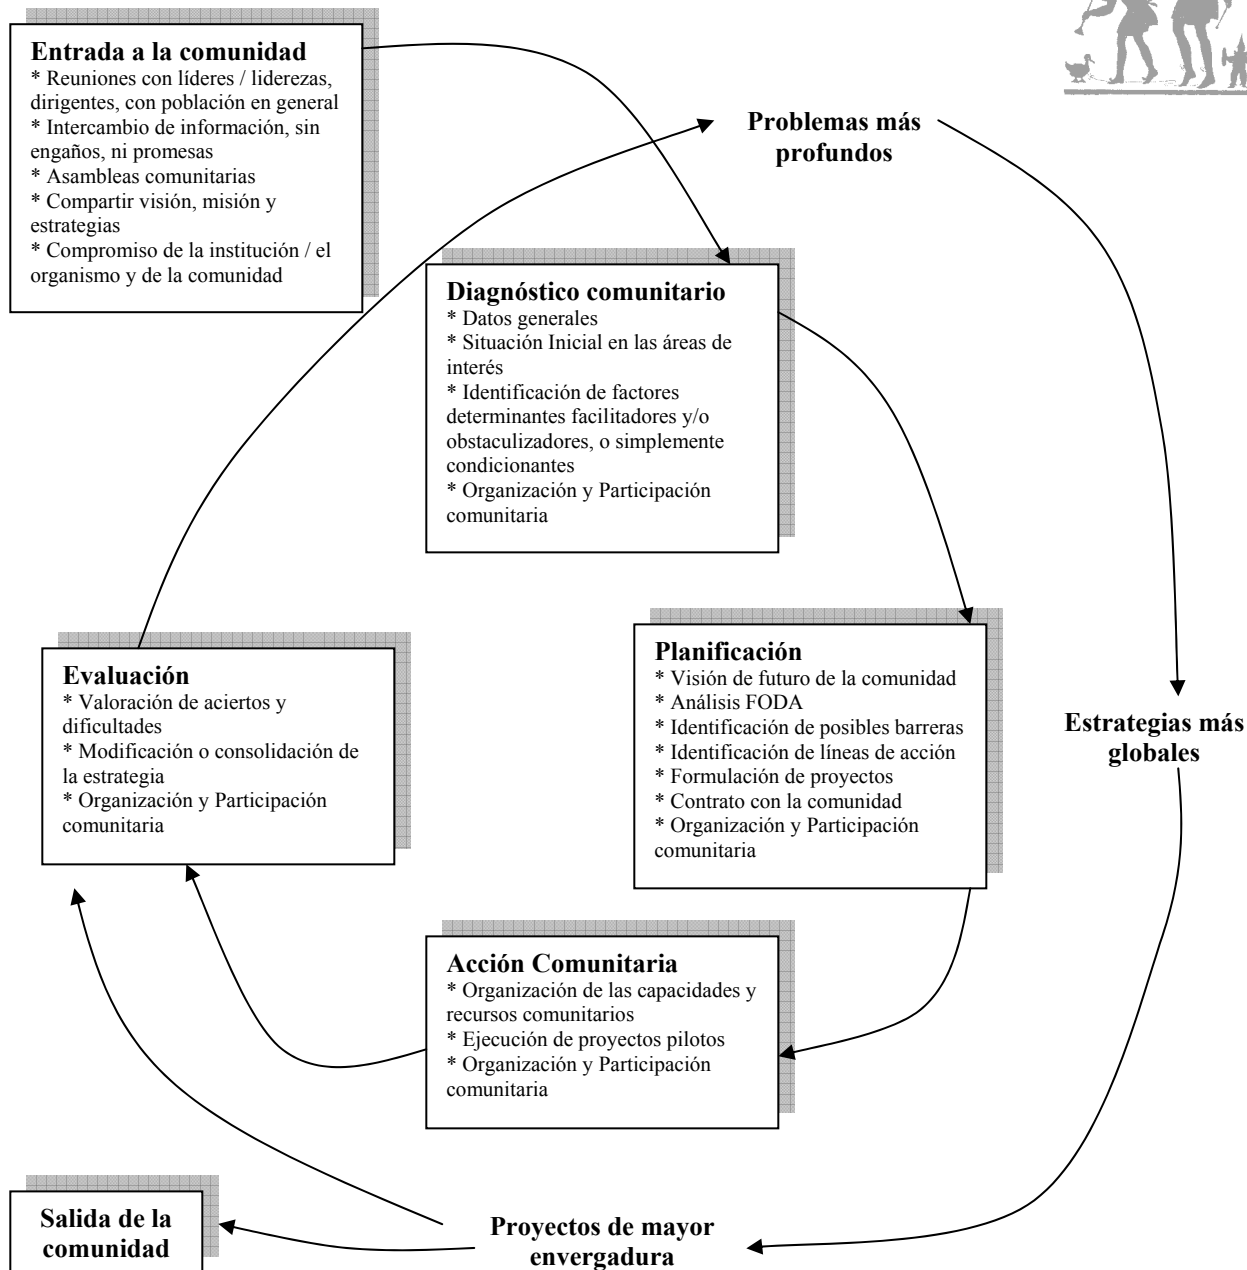 Entrada a la comunidad
* Reuniones con líderes / liderezas,
dirigentes, con población en general
* Intercambio de información, sin
engaños, ni promesas
* Asambleas comunitarias
* Compartir visión, misión y
estrategias
* Compromiso de la institución / el
organismo y de la comunidad
Problemas más
profundos
Diagnóstico comunitario
* Datos generales
* Situación Inicial en las áreas de
interés
* Identificación de factores
determinantes facilitadores y/o
obstaculizadores, o simplemente
condicionantes
* Organización y Participación
comunitaria
Planificación
* Visión de futuro de la comunidad
* Análisis FODA
* Identificación de posibles barreras
* Identificación de líneas de acción
* Formulación de proyectos
* Contrato con la comunidad
* Organización y Participación
comunitaria
Estrategias más
globales
Evaluación
* Valoración de aciertos y
dificultades
* Modificación o consolidación de
la estrategia
* Organización y Participación
comunitaria
Acción Comunitaria
* Organización de las capacidades y
recursos comunitarios
* Ejecución de proyectos pilotos
* Organización y Participación
comunitaria
Salida de la
comunidad
Proyectos de mayor
envergadura